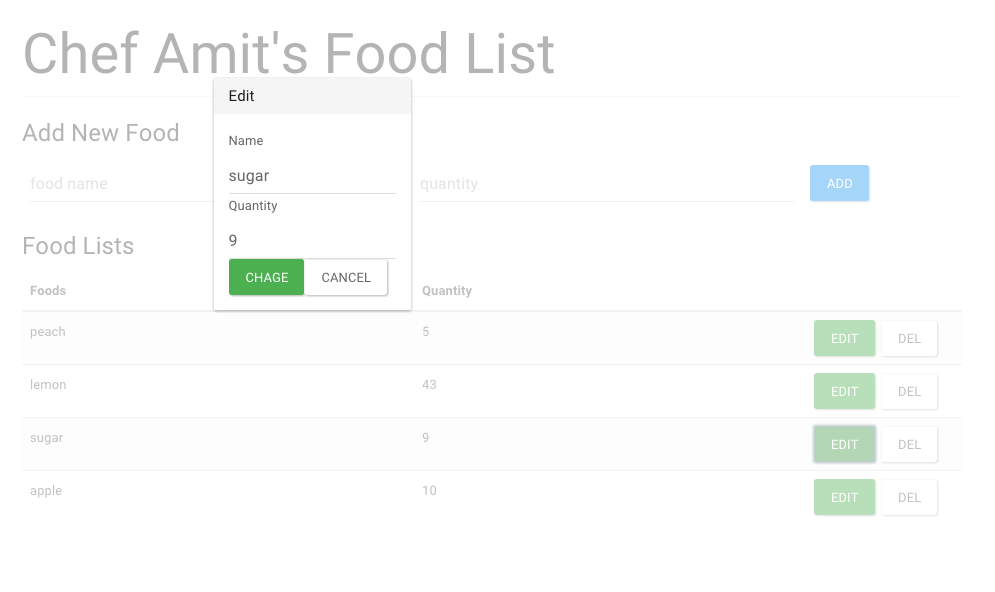 Chef Amit's Food List
Edit
Add New Food
Name
food name
sugar
quantity
ADD
Quantity
9
Food Lists
CHAGE CANCEL
Foods Quantity
peach 5 EDIT DEL
lemon 43 EDIT DEL
sugar 9 EDIT DEL
apple 10 EDIT DEL